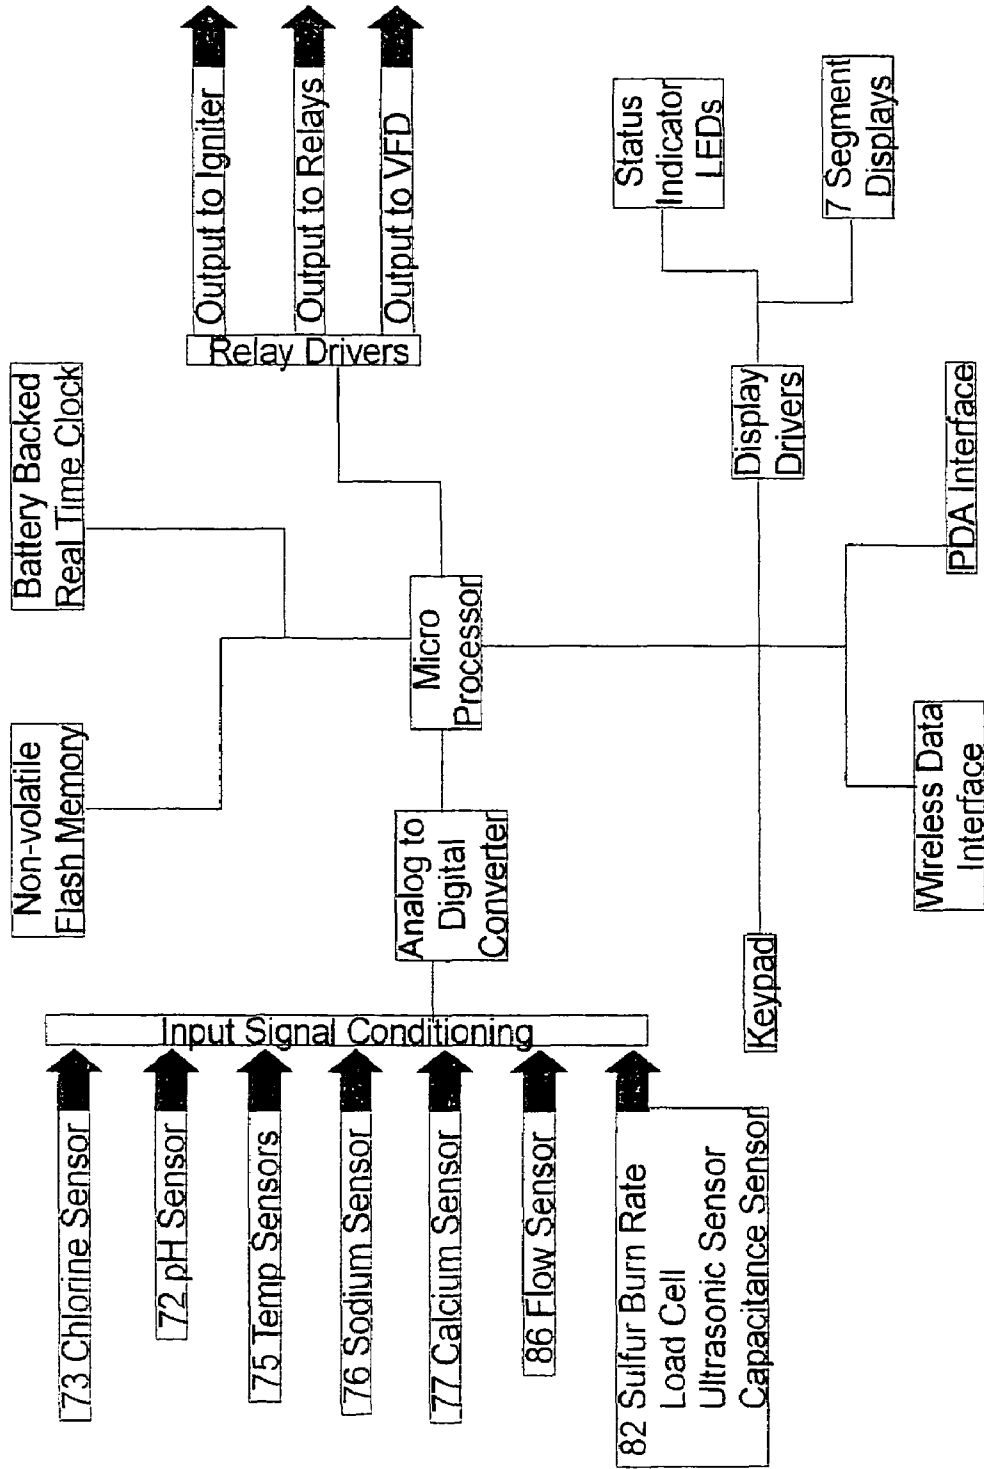 73 Chlorine Sensor
72 pH Sensor
75 Temp Sensors
76 Sodium Sensor
77 Calcium Sensor
86 Flow Sensor
82 Sulfur Burn Rate
Load Cell
Ultrasonic Sensor
Capacitance Sensor
Input Signal Conditioning
Analog to
Digital
Converter
Non-volatile
Flash Memory
Battery Backed
Real Time Clock
Micro
Processor
Relay Drivers
Output to Igniter
Output to Relays
Output to VFD
Keypad
Display
Drivers
Status
Indicator
LEDs
7 Segment
Displays
Wireless Data
Interface
PDA Interface